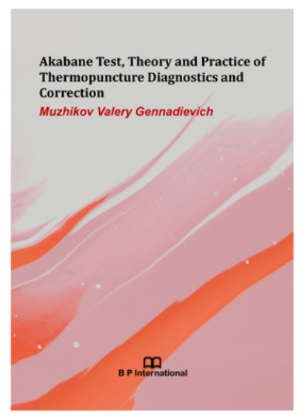 Akabane Test, Theory and Practice of
Thermopuncture Diagnostics and
Correction
Muzhikov Valery Gennadievich
B P International